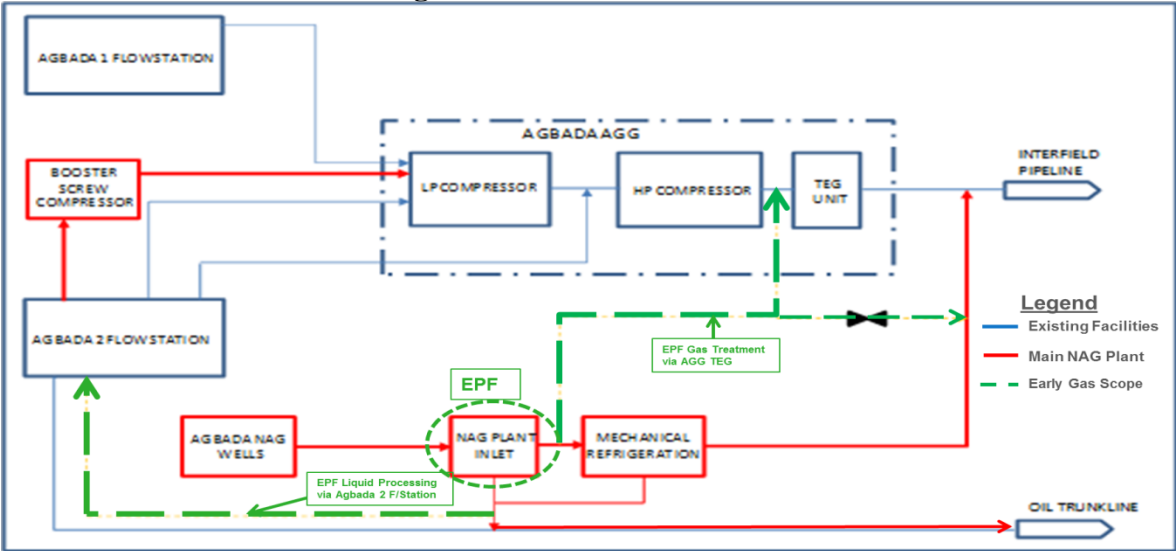 AGBADA 1 FLOWSTATION
AGBADA AGG
BOOSTER
SCREW
COMPRESSOR
LP COMPRESSOR
HP COMPRESSOR
TEG
UNIT
INTERFIELD
PIPELINE
AGBADA 2 FLOWSTATION
Legend
Existing Facilities
Main NAG Plant
Early Gas Scope
EPF Gas Treatment
via AGG TEG
EPF
AGBADA NAG
WELLS
NAG PLANT
INLET
MECHANICAL
REFRIGERATION
EPF Liquid Processing
via Agbada 2 F/Station
OIL TRUNKLINE